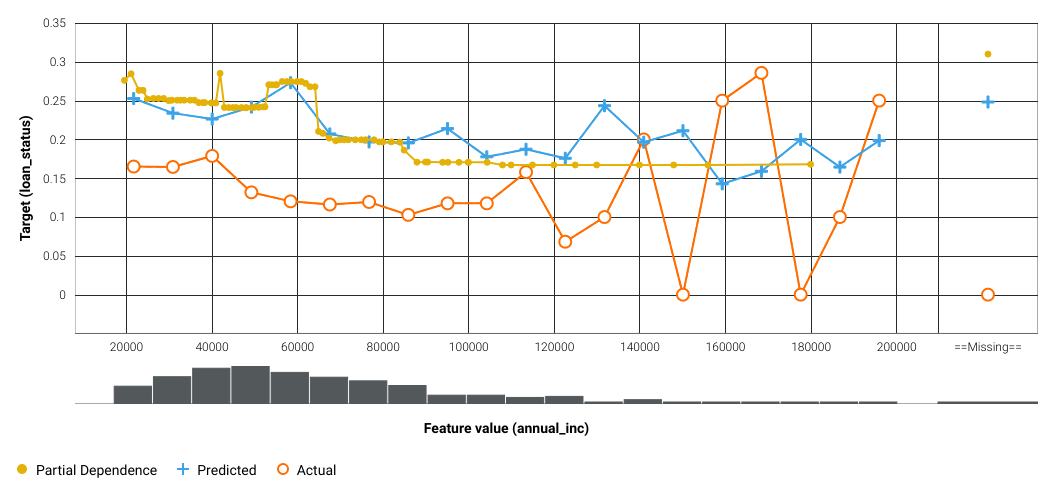 0.35
0.3
0.25
0.2
0.15
0.1
0.05
0
Target (loan_status)
20000 40000 60000 80000 100000 120000 140000 160000 180000 200000 ==Missing==
Feature value (annual_inc)
Partial Dependence Predicted Actual